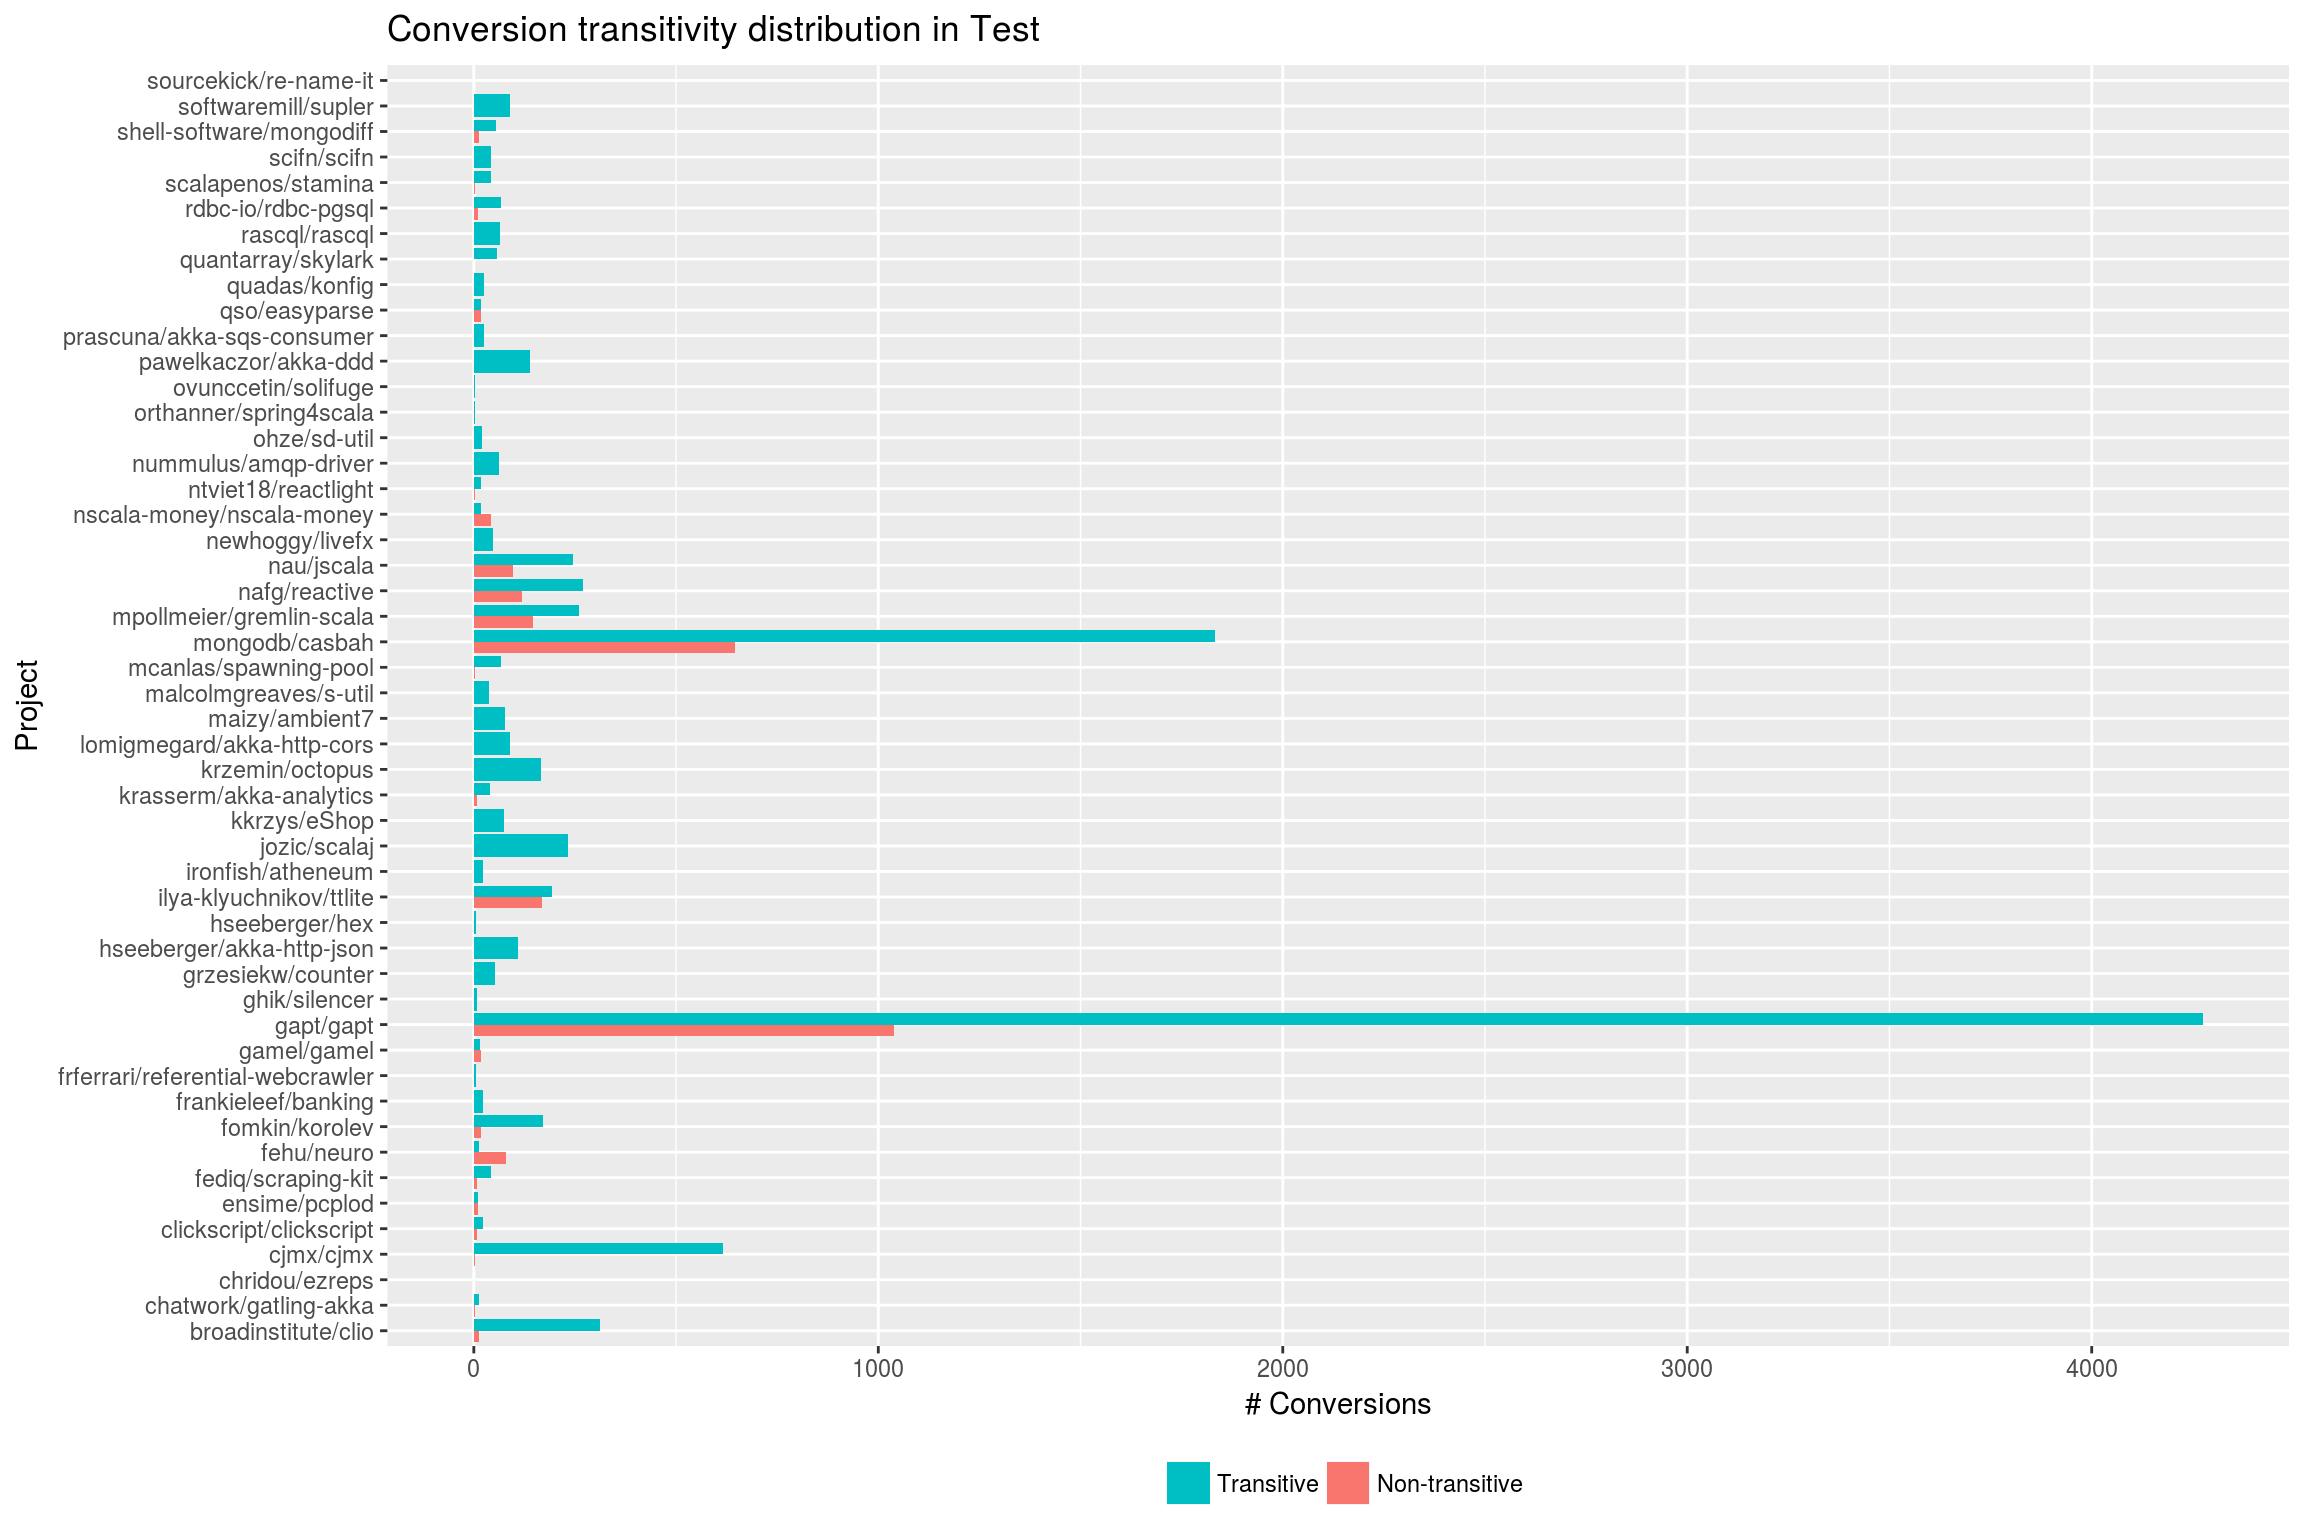 Conversion transitivity distribution in Test
Project
sourcekick/re-name-it
softwaremill/supler
shell-software/mongodiff
scifn/scifn
scalapenos/stamina
rdbc-io/rdbc-pgsql
rascql/rascql
quantarray/skylark
quadas/konfig
qso/easyparse
prascuna/akka-sqs-consumer
pawelkaczor/akka-ddd
ovunccetin/solifuge
orthanner/spring4scala
ohze/sd-util
nummulus/amqp-driver
ntviet18/reactlight
nscala-money/nscala-money
newhoggy/livefx
nau/jscala
nafg/reactive
mpollmeier/gremlin-scala
mongodb/casbah
mcanlas/spawning-pool
malcolmgreaves/s-util
maizy/ambient7
lomigmegard/akka-http-cors
krzemin/octopus
krasserm/akka-analytics
kkrzys/eShop
jozic/scalaj
ironfish/atheneum
ilya-klyuchnikov/ttlite
hseeberger/hex
hseeberger/akka-http-json
grzesiekw/counter
ghik/silencer
gapt/gapt
gamel/gamel
frferrari/referential-webcrawler
frankieleef/banking
fomkin/korolev
fehu/neuro
fediq/scraping-kit
ensime/pcplod
clickscript/clickscript
cjmx/cjmx
chridou/ezreps
chatwork/gatling-akka
broadinstitute/clio
0 1000 2000 3000 4000
# Conversions
Transitive Non-transitive